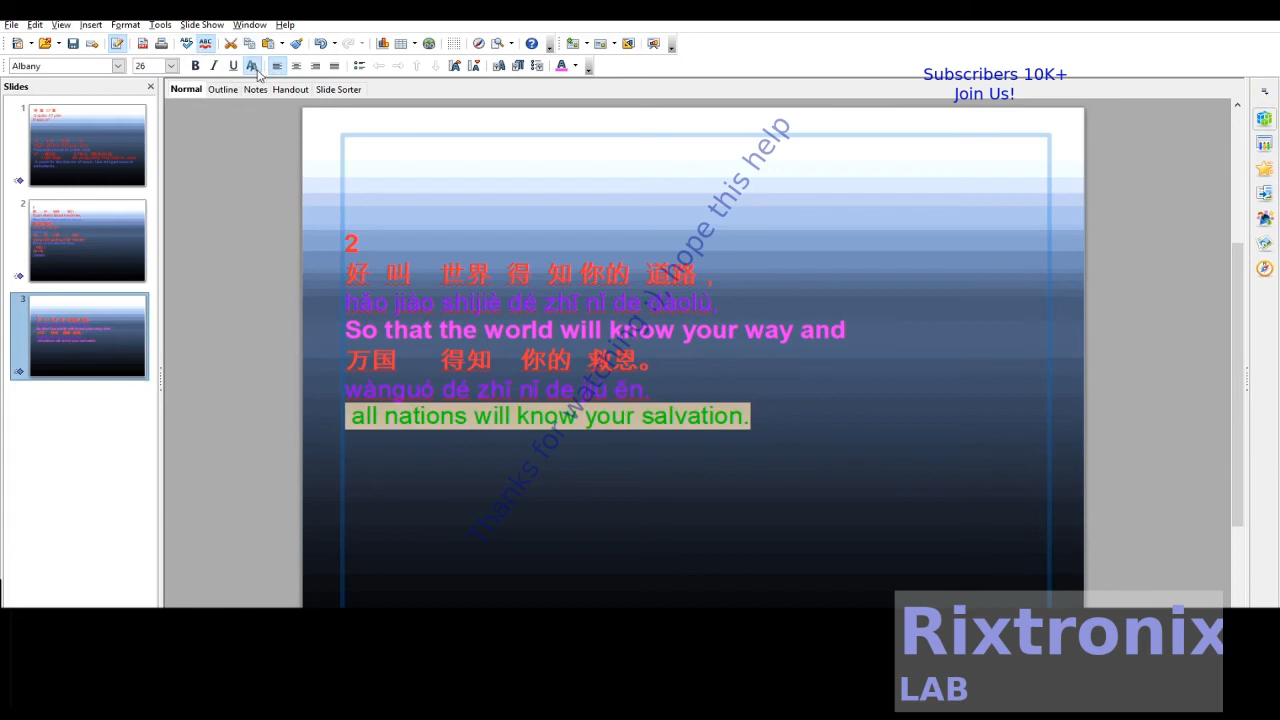 File Edit View Insert Format Tools Slide Show Window Help
Albany 26
Subscribers 10K+
Join Us!
Slides
Normal Outline Notes Handout Slide Sorter
1
2
3
Thanks for watching :), hope this help
2
好 叫 世界 得 知 你的 道路，
hǎo jiào shìjiè dé zhī nǐ de dàolù,
So that the world will know your way and
万国 得知 你的 救恩。
wànguó dé zhī nǐ de jiù ēn.
all nations will know your salvation.
Rixtronix
LAB